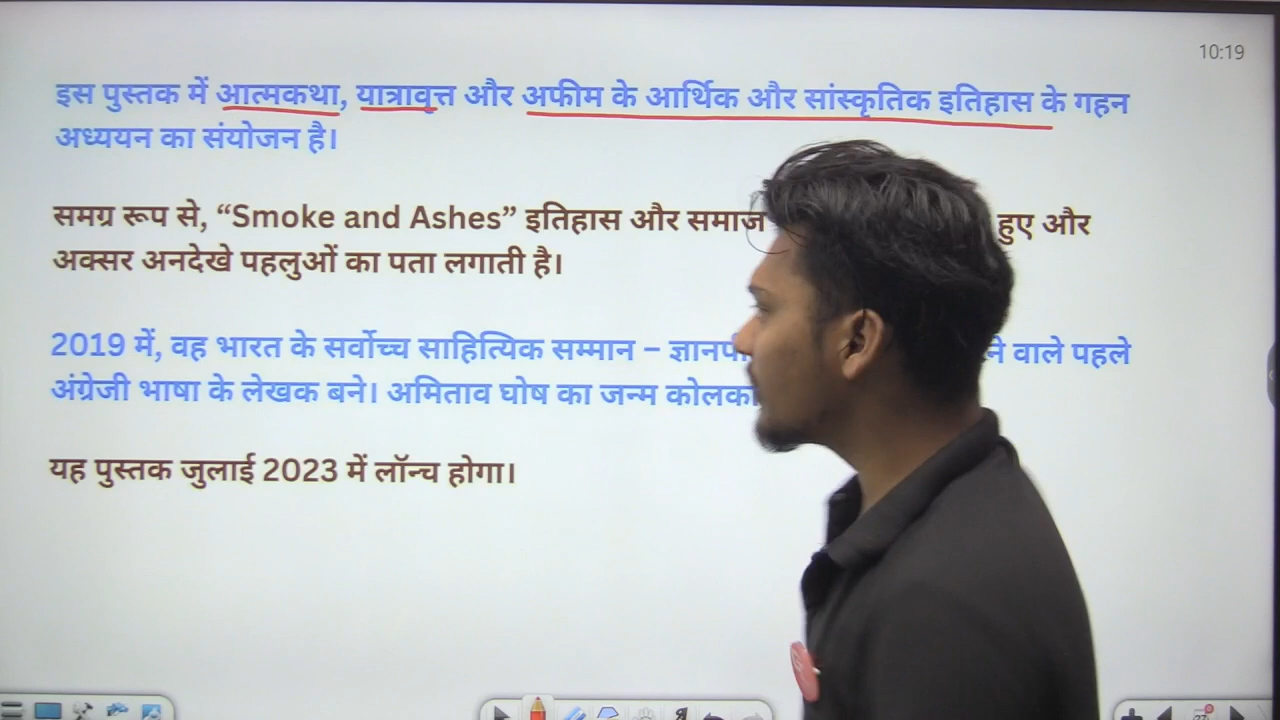 10:19
इस पुस्तक में आत्मकथा, यात्रावृत्त और अफीम के आर्थिक और सांस्कृतिक इतिहास के गहन
अध्ययन का संयोजन है।
समग्र रूप से, “Smoke and Ashes” इतिहास और समाज हुए और
अक्सर अनदेखे पहलुओं का पता लगाती है।
2019 में, वह भारत के सर्वोच्च साहित्यिक सम्मान – वाले पहले
अंग्रेजी भाषा के लेखक बने। अमिताव घोष का जन्म
यह पुस्तक जुलाई 2023 में लॉन्च होगा।